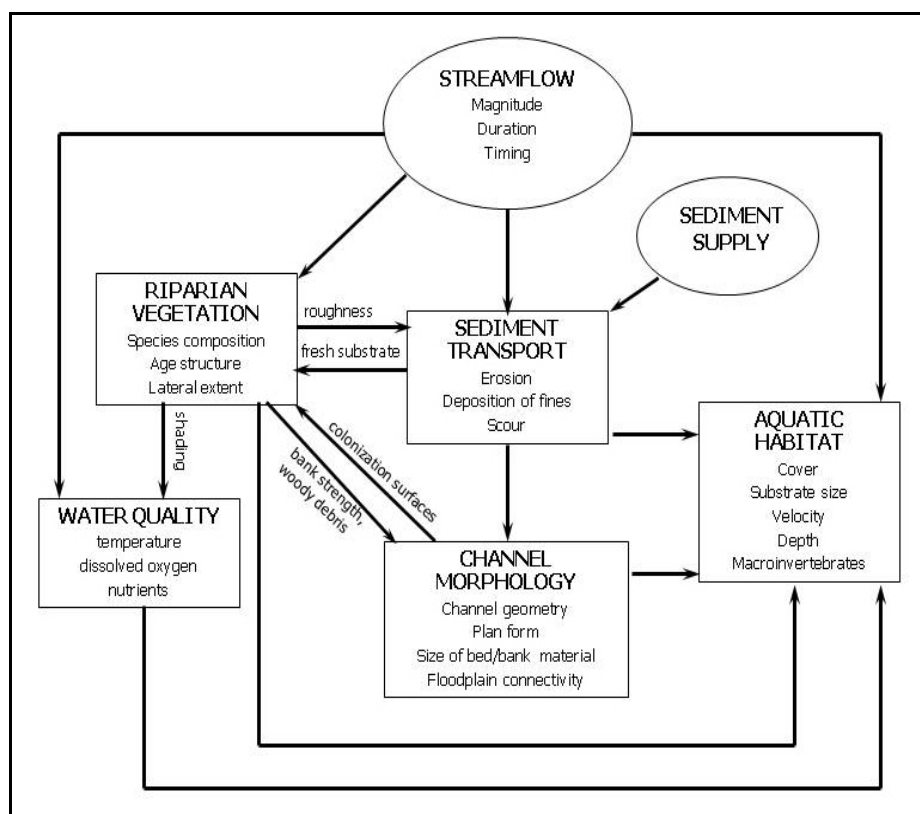 STREAMFLOW
Magnitude
Duration
Timing
SEDIMENT
SUPPLY
RIPARIAN
VEGETATION
Species composition
Age structure
Lateral extent
roughness
fresh substrate
SEDIMENT
TRANSPORT
Erosion
Deposition of fines
Scour
AQUATIC
HABITAT
Cover
Substrate size
Velocity
Depth
Macroinvertebrates
shading
colonization surfaces
bank strength,
woody debris
WATER QUALITY
temperature
dissolved oxygen
nutrients
CHANNEL
MORPHOLOGY
Channel geometry
Plan form
Size of bed/bank material
Floodplain connectivity